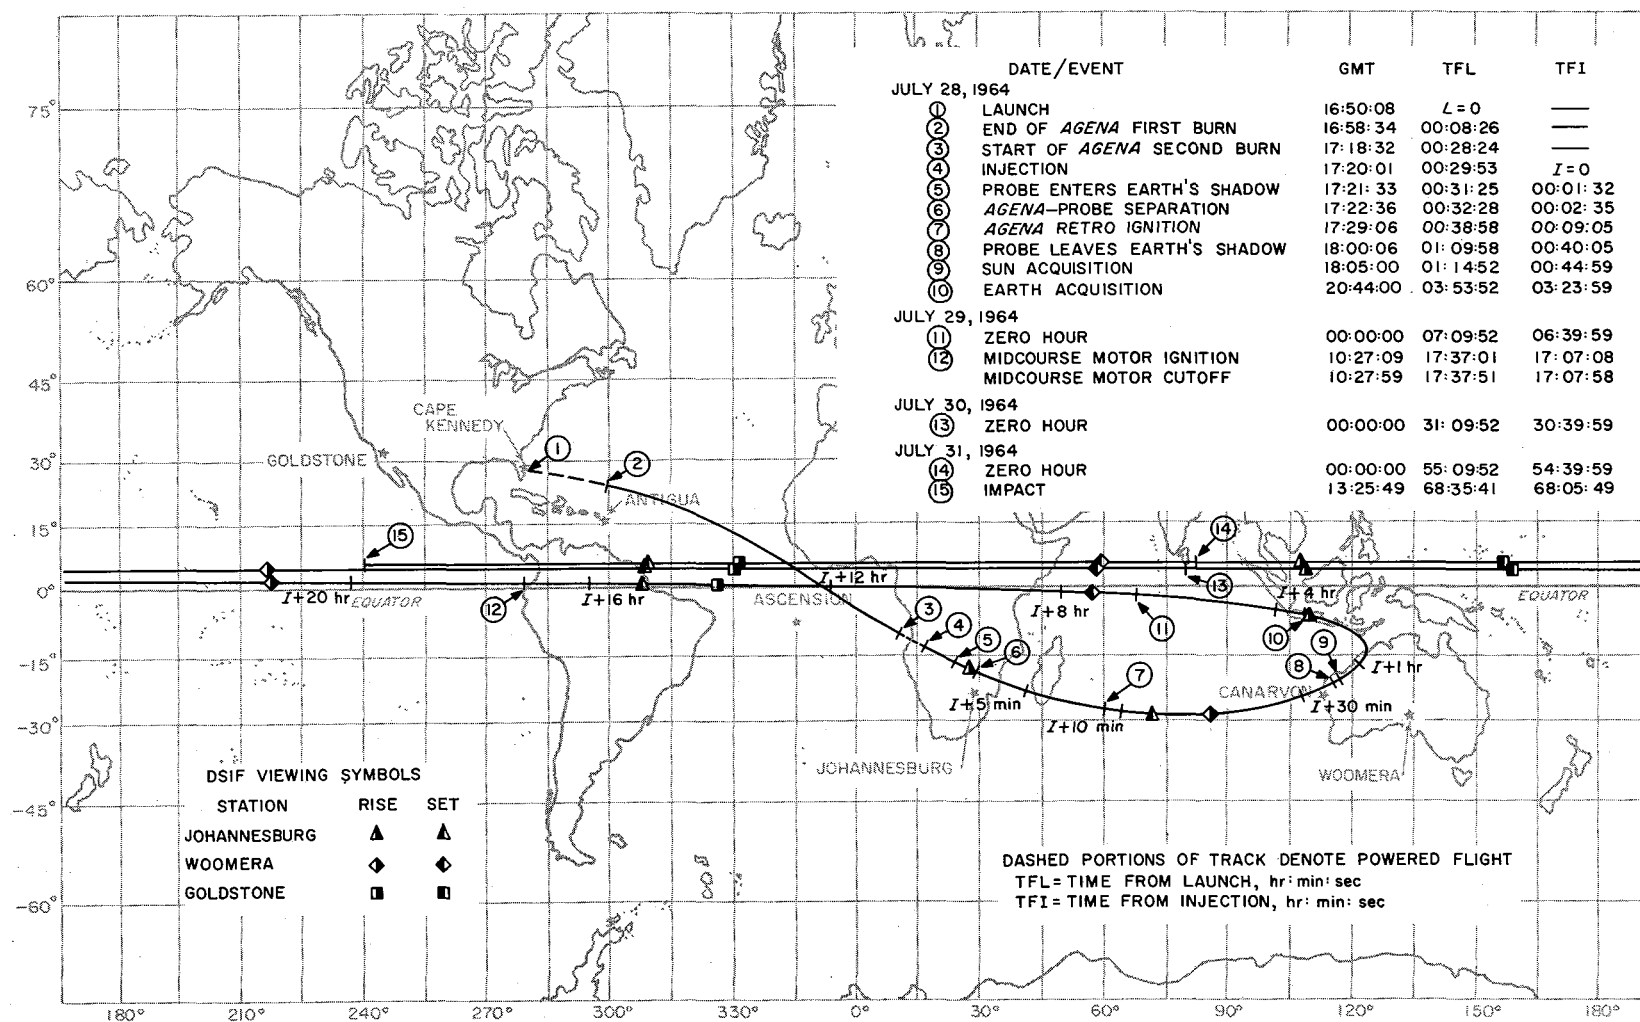 DATE/EVENT GMT TFL TFI
JULY 28, 1964
1 LAUNCH 16:50:08 L=0 —
2 END OF AGENA FIRST BURN 16:58:34 00:08:26 —
3 START OF AGENA SECOND BURN 17:18:32 00:28:24 —
4 INJECTION 17:20:01 00:29:53 I=0
5 PROBE ENTERS EARTH'S SHADOW 17:21:33 00:31:25 00:01:32
6 AGENA–PROBE SEPARATION 17:22:36 00:32:28 00:02:35
7 AGENA RETRO IGNITION 17:29:06 00:38:58 00:09:05
8 PROBE LEAVES EARTH'S SHADOW 18:00:06 01:09:58 00:40:05
9 SUN ACQUISITION 18:05:00 01:14:52 00:44:59
10 EARTH ACQUISITION 20:44:00 03:53:52 03:23:59
JULY 29, 1964
11 ZERO HOUR 00:00:00 07:09:52 06:39:59
12 MIDCOURSE MOTOR IGNITION 10:27:09 17:37:01 17:07:08
MIDCOURSE MOTOR CUTOFF 10:27:59 17:37:51 17:07:58
JULY 30, 1964
13 ZERO HOUR 00:00:00 31:09:52 30:39:59
JULY 31, 1964
14 ZERO HOUR 00:00:00 55:09:52 54:39:59
15 IMPACT 13:25:49 68:35:41 68:05:49
75°
60°
45°
30°
15°
0°
-15°
-30°
-45°
-60°
CAPE
KENNEDY
GOLDSTONE
1
2
ANTIGUA
15
14
I+12 hr
13
I+20 hr
EQUATOR
12
I+16 hr
ASCENSION
I+8 hr
11
I+4 hr
EQUATOR
3
4
5
6
10
9
8
7
I+1 hr
CANARVON
I+5 min
I+10 min
I+30 min
JOHANNESBURG
WOOMERA
DSIF VIEWING SYMBOLS
STATION RISE SET
JOHANNESBURG
WOOMERA
GOLDSTONE
DASHED PORTIONS OF TRACK DENOTE POWERED FLIGHT
TFL=TIME FROM LAUNCH, hr:min:sec
TFI=TIME FROM INJECTION, hr:min:sec
180° 210° 240° 270° 300° 330° 0° 30° 60° 90° 120° 150° 180°